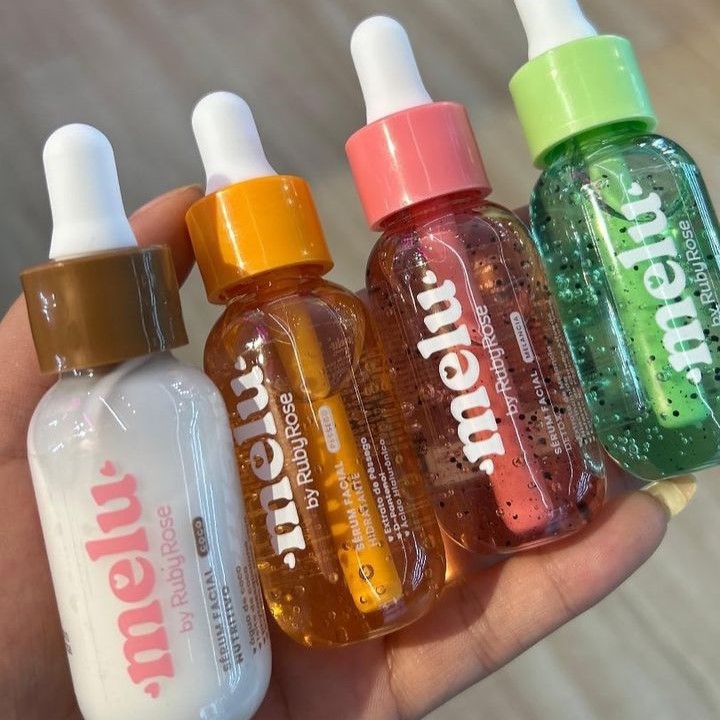 melu
by RubyRose
SÉRUM FACIAL COCO
NUTRITIVO
melu
by RubyRose
PÊSSEGO
SÉRUM FACIAL
HIDRATANTE
Extrato de Pêssego
D-Pantenol
Ácido Hialurônico
melu
by RubyRose
SÉRUM FACIAL MELANCIA
melu
by RubyRose